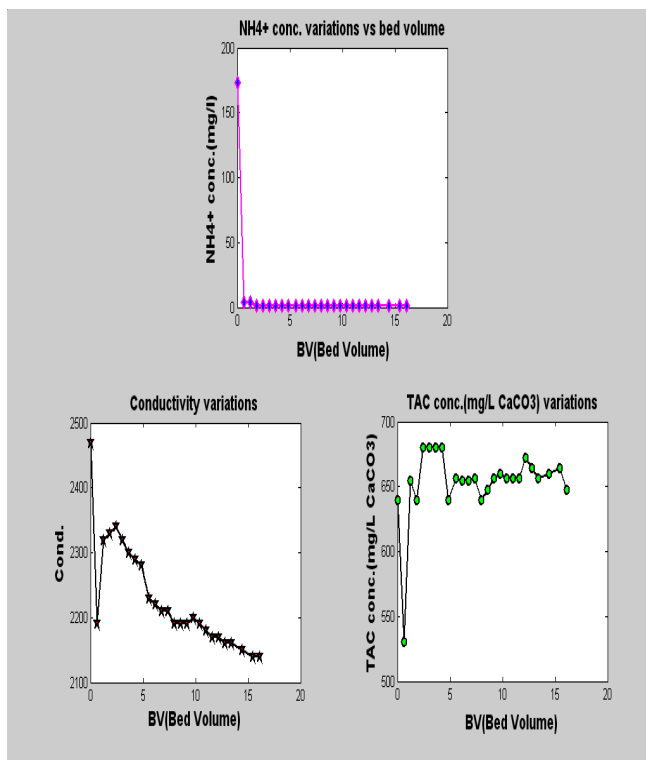 NH4+ conc. variations vs bed volume
200
150
100
50
0
NH4+ conc.(mg/l)
0 5 10 15 20
BV(Bed Volume)
Conductivity variations
2500
2400
2300
2200
2100
Cond.
0 5 10 15 20
BV(Bed Volume)
TAC conc.(mg/L CaCO3) variations
700
650
600
550
500
TAC conc.(mg/L CaCO3)
0 5 10 15 20
BV(Bed Volume)